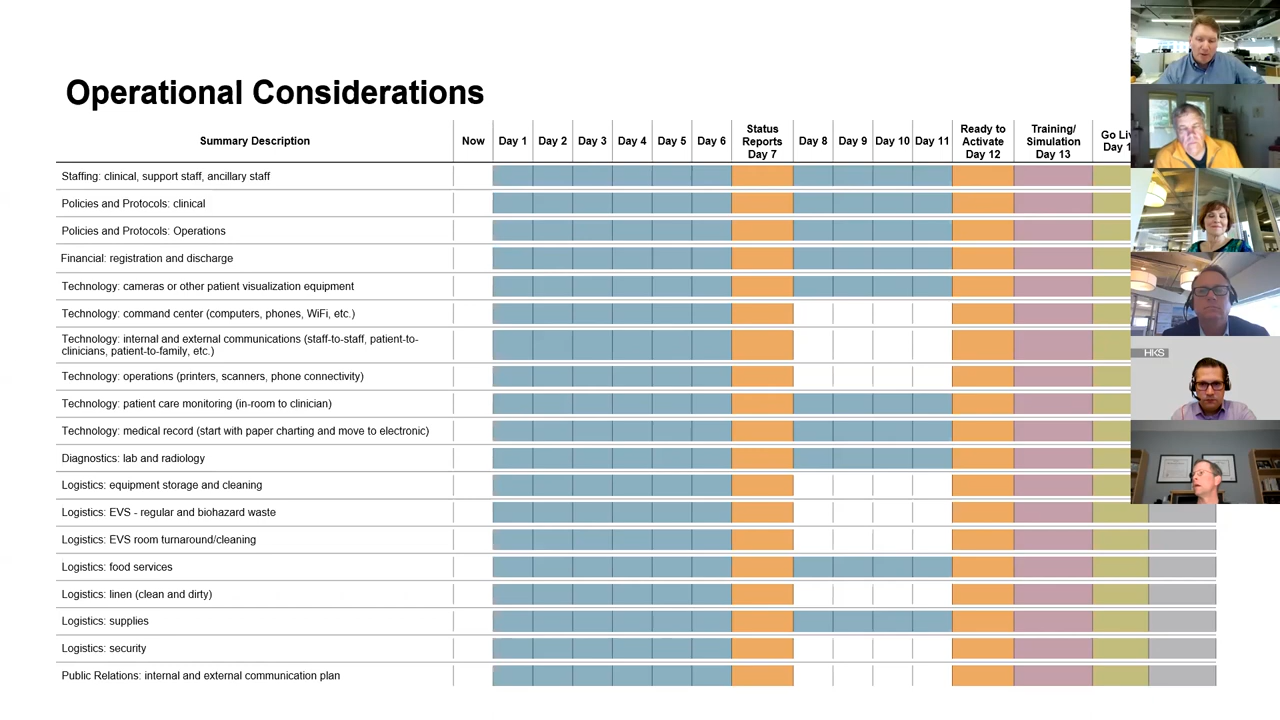 Operational Considerations
Summary Description
Now
Day 1
Day 2
Day 3
Day 4
Day 5
Day 6
Status
Reports
Day 7
Day 8
Day 9
Day 10
Day 11
Ready to
Activate
Day 12
Training/
Simulation
Day 13
Go Li
Day 1
Staffing: clinical, support staff, ancillary staff
Policies and Protocols: clinical
Policies and Protocols: Operations
Financial: registration and discharge
Technology: cameras or other patient visualization equipment
Technology: command center (computers, phones, WiFi, etc.)
Technology: internal and external communications (staff-to-staff, patient-to-
clinicians, patient-to-family, etc.)
Technology: operations (printers, scanners, phone connectivity)
Technology: patient care monitoring (in-room to clinician)
Technology: medical record (start with paper charting and move to electronic)
Diagnostics: lab and radiology
Logistics: equipment storage and cleaning
Logistics: EVS - regular and biohazard waste
Logistics: EVS room turnaround/cleaning
Logistics: food services
Logistics: linen (clean and dirty)
Logistics: supplies
Logistics: security
Public Relations: internal and external communication plan
HKS